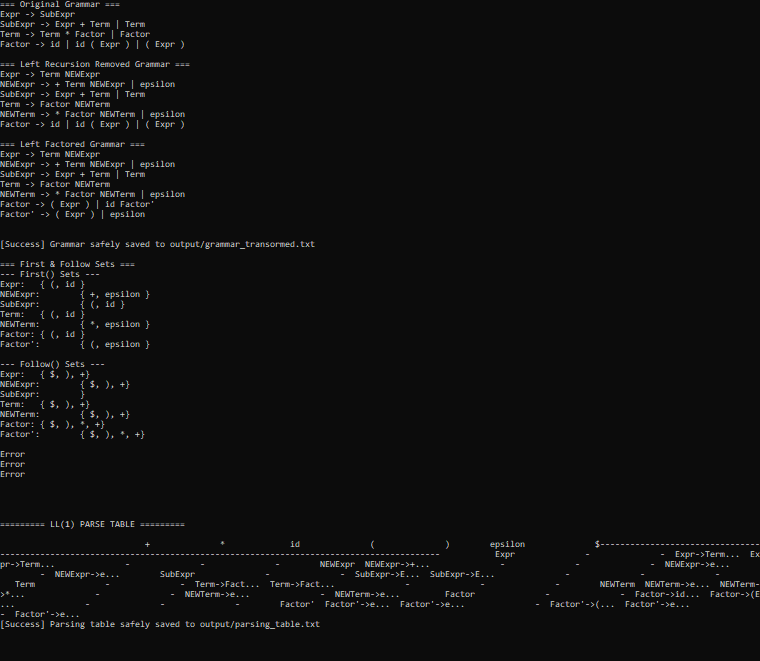 === Original Grammar ===
Expr -> SubExpr
SubExpr -> Expr + Term | Term
Term -> Term * Factor | Factor
Factor -> id | id ( Expr ) | ( Expr )
=== Left Recursion Removed Grammar ===
Expr -> Term NEWExpr
NEWExpr -> + Term NEWExpr | epsilon
SubExpr -> Expr + Term | Term
Term -> Factor NEWTerm
NEWTerm -> * Factor NEWTerm | epsilon
Factor -> id | id ( Expr ) | ( Expr )
=== Left Factored Grammar ===
Expr -> Term NEWExpr
NEWExpr -> + Term NEWExpr | epsilon
SubExpr -> Expr + Term | Term
Term -> Factor NEWTerm
NEWTerm -> * Factor NEWTerm | epsilon
Factor -> ( Expr ) | id Factor'
Factor' -> ( Expr ) | epsilon
[Success] Grammar safely saved to output/grammar_transormed.txt
=== First & Follow Sets ===
--- First() Sets ---
Expr:   { (, id }
NEWExpr:        { +, epsilon }
SubExpr:        { (, id }
Term:   { (, id }
NEWTerm:        { *, epsilon }
Factor: { (, id }
Factor':        { (, epsilon }
--- Follow() Sets ---
Expr:   { $, ), +}
NEWExpr:        { $, ), +}
SubExpr:        }
Term:   { $, ), +}
NEWTerm:        { $, ), +}
Factor: { $, ), *, +}
Factor':        { $, ), *, +}
Error
Error
Error
========= LL(1) PARSE TABLE =========
+              *             id              (              )        epsilon              $--------------------------------
----------------------------------------------------------------------------------------           Expr              -              -  Expr->Term...  Ex
pr->Term...              -              -              -        NEWExpr  NEWExpr->+...              -              -              -  NEWExpr->e...
-  NEWExpr->e...        SubExpr              -              -  SubExpr->E...  SubExpr->E...              -              -              -
Term              -              -  Term->Fact...  Term->Fact...              -              -              -        NEWTerm  NEWTerm->e...  NEWTerm-
>*...              -              -  NEWTerm->e...              -  NEWTerm->e...         Factor              -              -  Factor->id...  Factor->(E
...              -              -              -        Factor'  Factor'->e...  Factor'->e...              -  Factor'->(...  Factor'->e...
-  Factor'->e...
[Success] Parsing table safely saved to output/parsing_table.txt